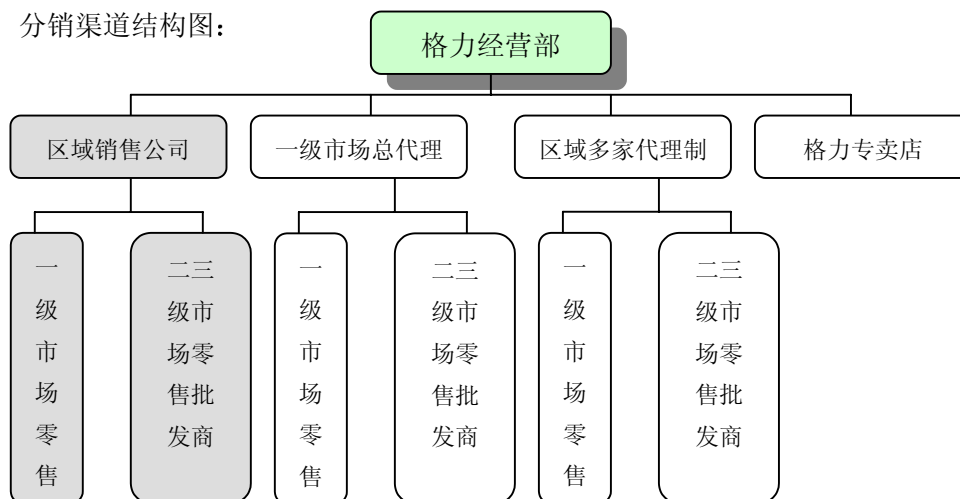 分销渠道结构图：
格力经营部
区域销售公司
一级市场总代理
区域多家代理制
格力专卖店
一
级
市
场
零
售
二三
级市
场零
售批
发商
一
级
市
场
零
售
二三
级市
场零
售批
发商
一
级
市
场
零
售
二三
级市
场零
售批
发商